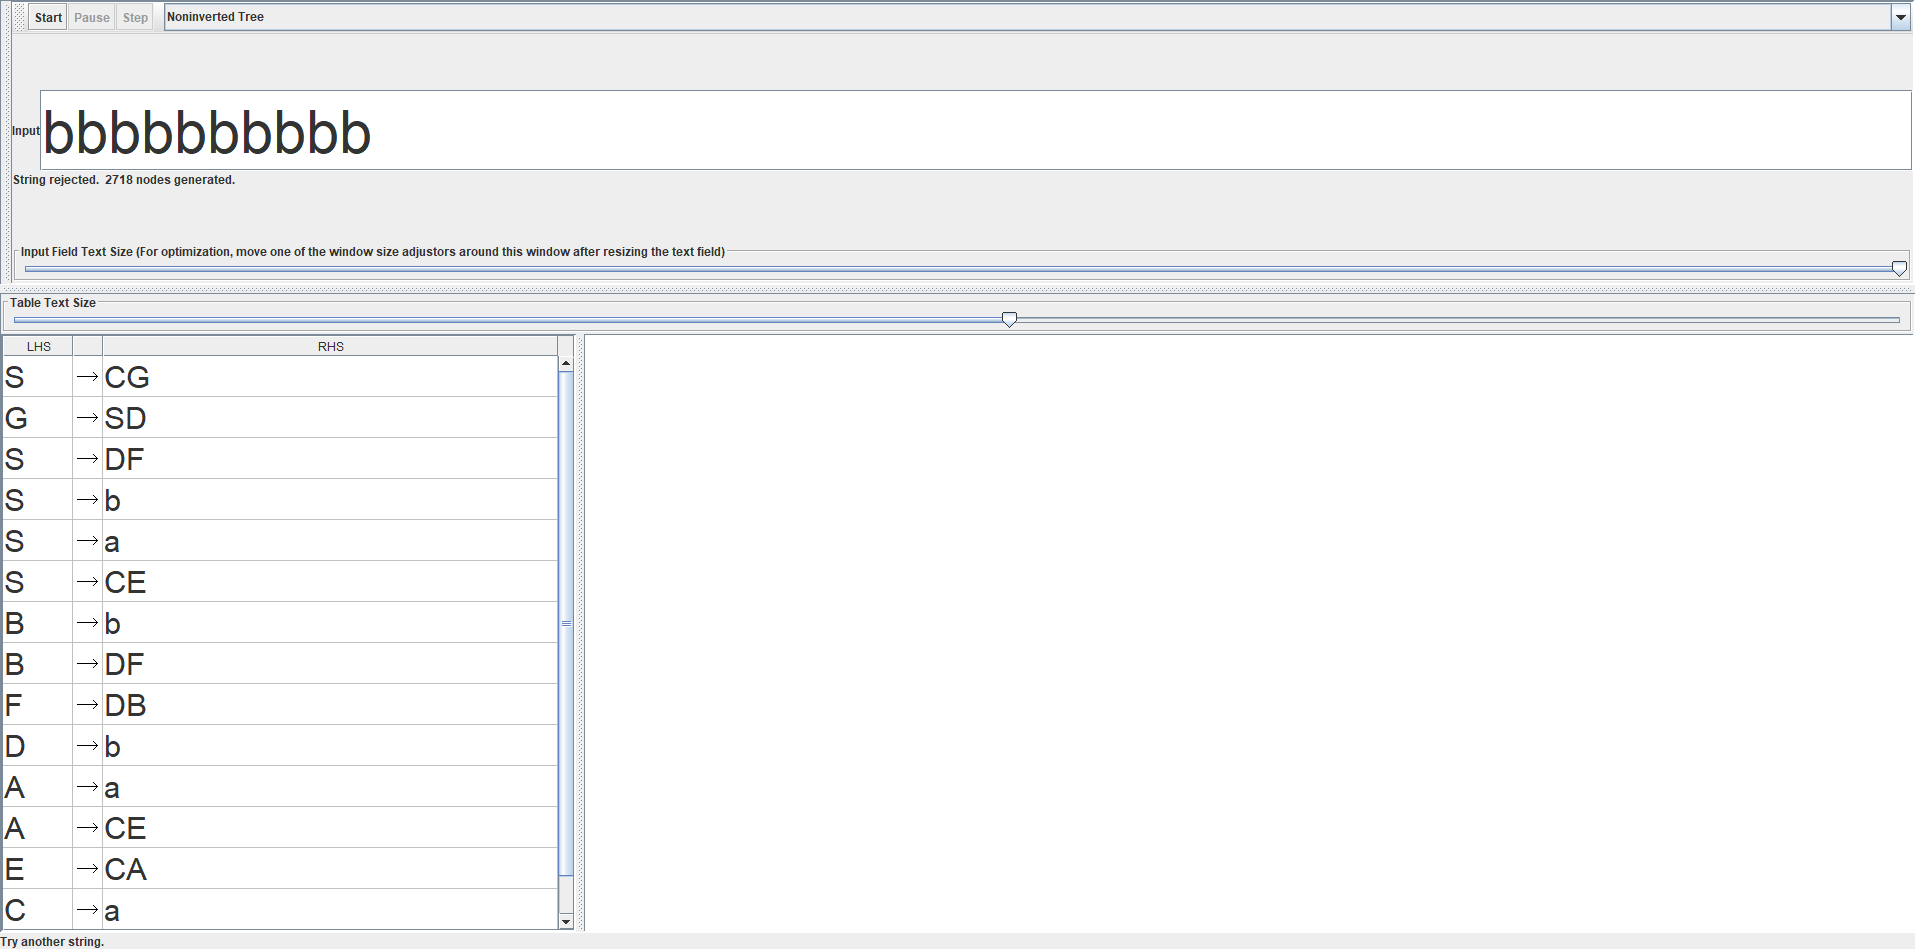 Start Pause Step Noninverted Tree
Input bbbbbbbbbb
String rejected. 2718 nodes generated.
Input Field Text Size (For optimization, move one of the window size adjustors around this window after resizing the text field)
Table Text Size
LHS RHS
S → CG
G → SD
S → DF
S → b
S → a
S → CE
B → b
B → DF
F → DB
D → b
A → a
A → CE
E → CA
C → a
Try another string.